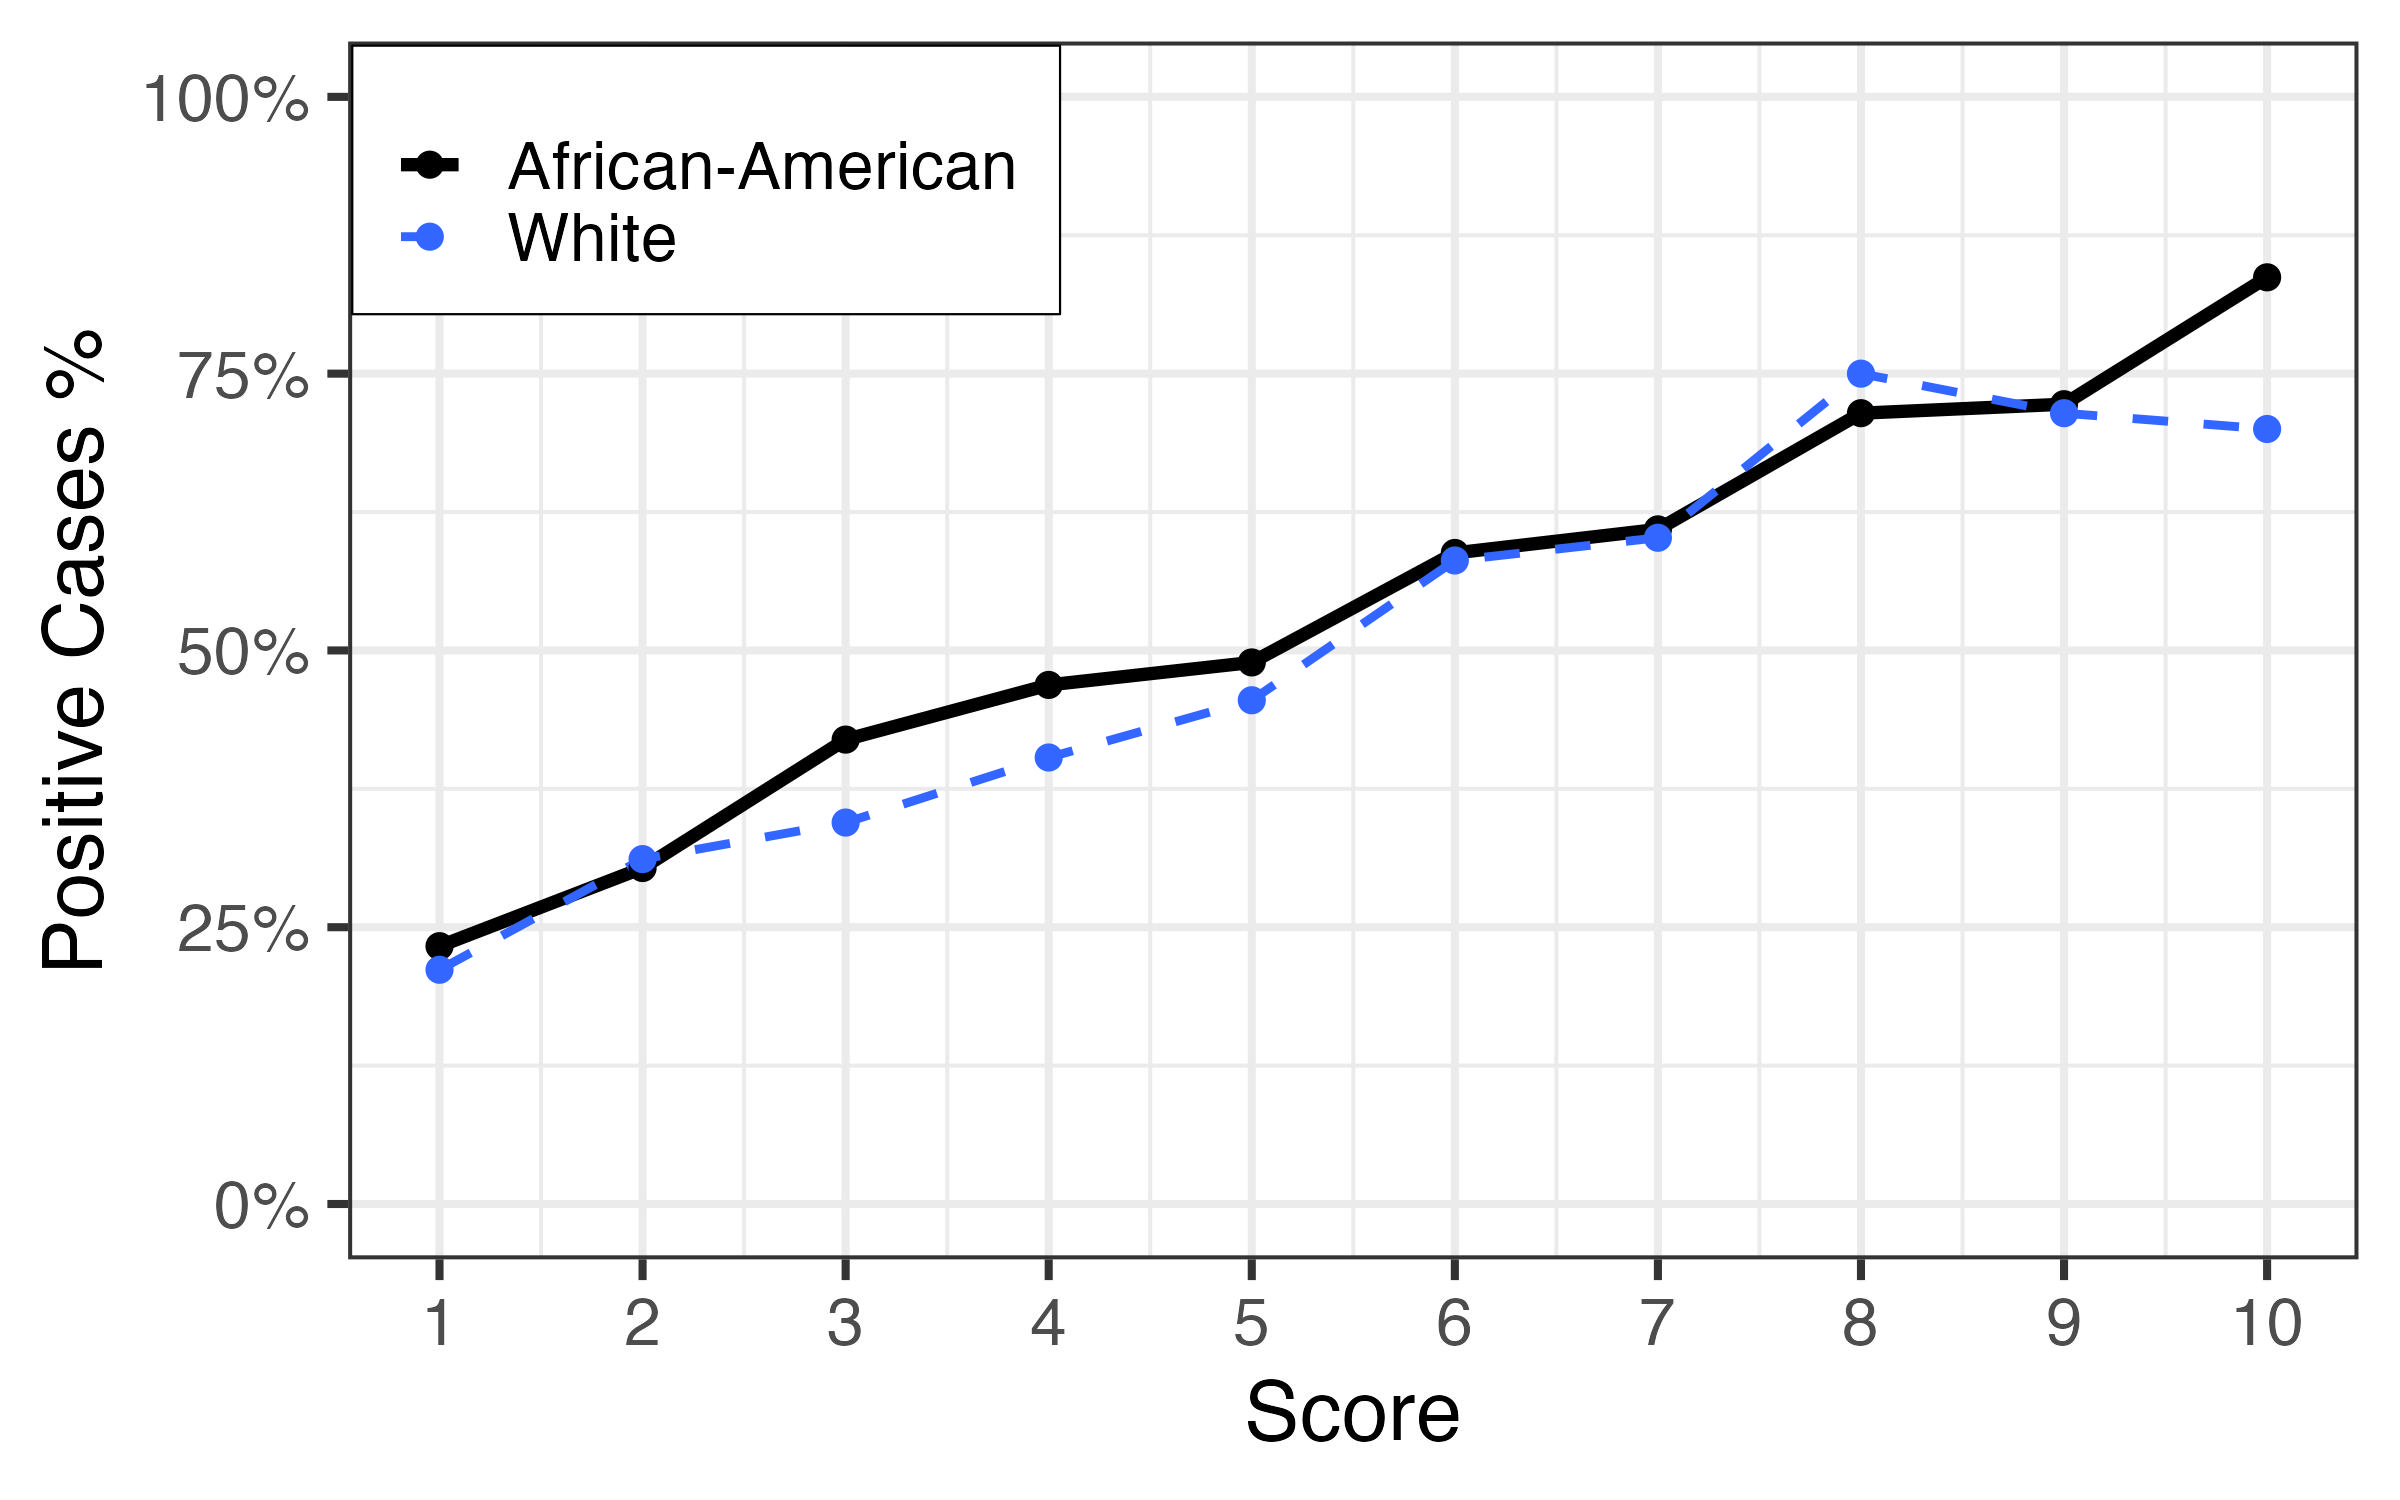 African-American
White
Positive Cases %
100%
75%
50%
25%
0%
1 2 3 4 5 6 7 8 9 10
Score